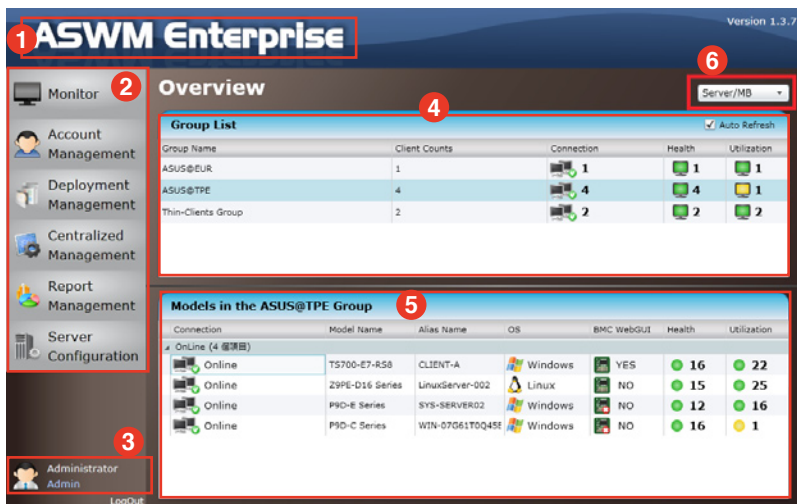 Version 1.3.7
1 ASWM Enterprise
2
Monitor
Account
Management
Deployment
Management
Centralized
Management
Report
Management
Server
Configuration
3
Administrator
Admin
LogOut
Overview
6
Server/MB
4
Group List
Auto Refresh
Group Name Client Counts Connection Health Utilization
ASUS@EUR 1 1 1 1
ASUS@TPE 4 4 4 1
Thin-Clients Group 2 2 2 2
5
Models in the ASUS@TPE Group
Connection Model Name Alias Name OS BMC WebGUI Health Utilization
OnLine (4 個項目)
Online TS700-E7-RS8 CLIENT-A Windows YES 16 22
Online Z9PE-D16 Series LinuxServer-002 Linux NO 15 25
Online P9D-E Series SYS-SERVER02 Windows NO 12 16
Online P9D-C Series WIN-07G61T0Q45E Windows NO 16 1